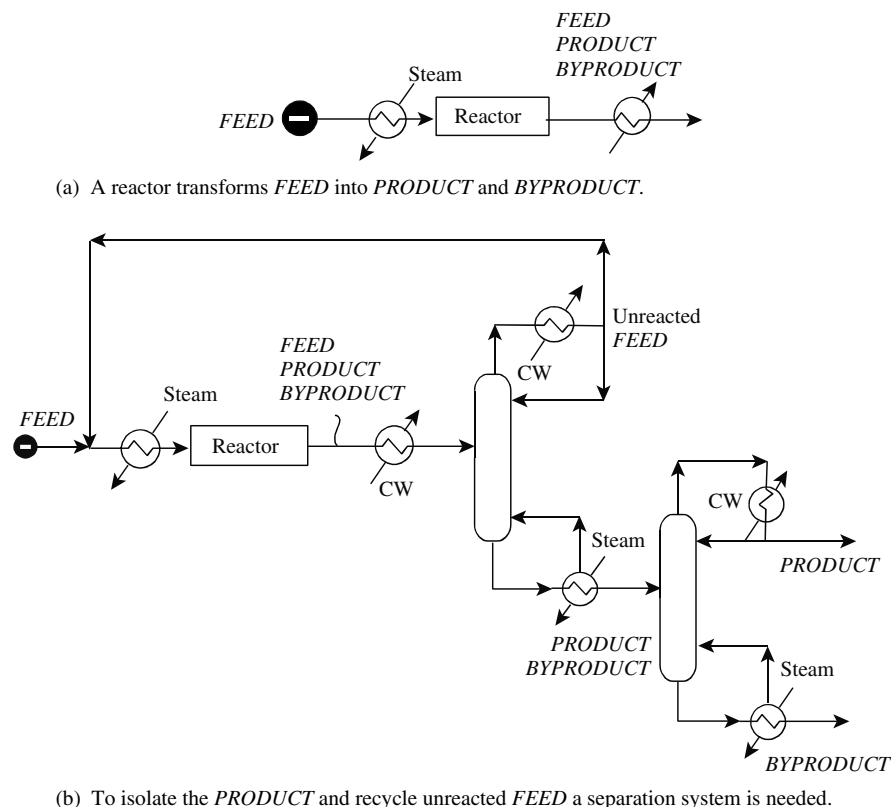 FEED
PRODUCT
BYPRODUCT
Steam
FEED
Reactor
(a) A reactor transforms FEED into PRODUCT and BYPRODUCT.
Unreacted
FEED
CW
FEED
PRODUCT
BYPRODUCT
Steam
FEED
Reactor
CW
CW
PRODUCT
Steam
PRODUCT
BYPRODUCT
Steam
BYPRODUCT
(b) To isolate the PRODUCT and recycle unreacted FEED a separation system is needed.